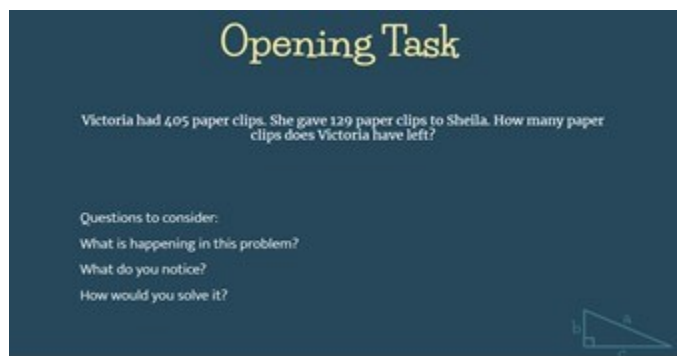 Opening Task
Victoria had 405 paper clips. She gave 129 paper clips to Sheila. How many paper
clips does Victoria have left?
Questions to consider:
What is happening in this problem?
What do you notice?
How would you solve it?
b
a
c